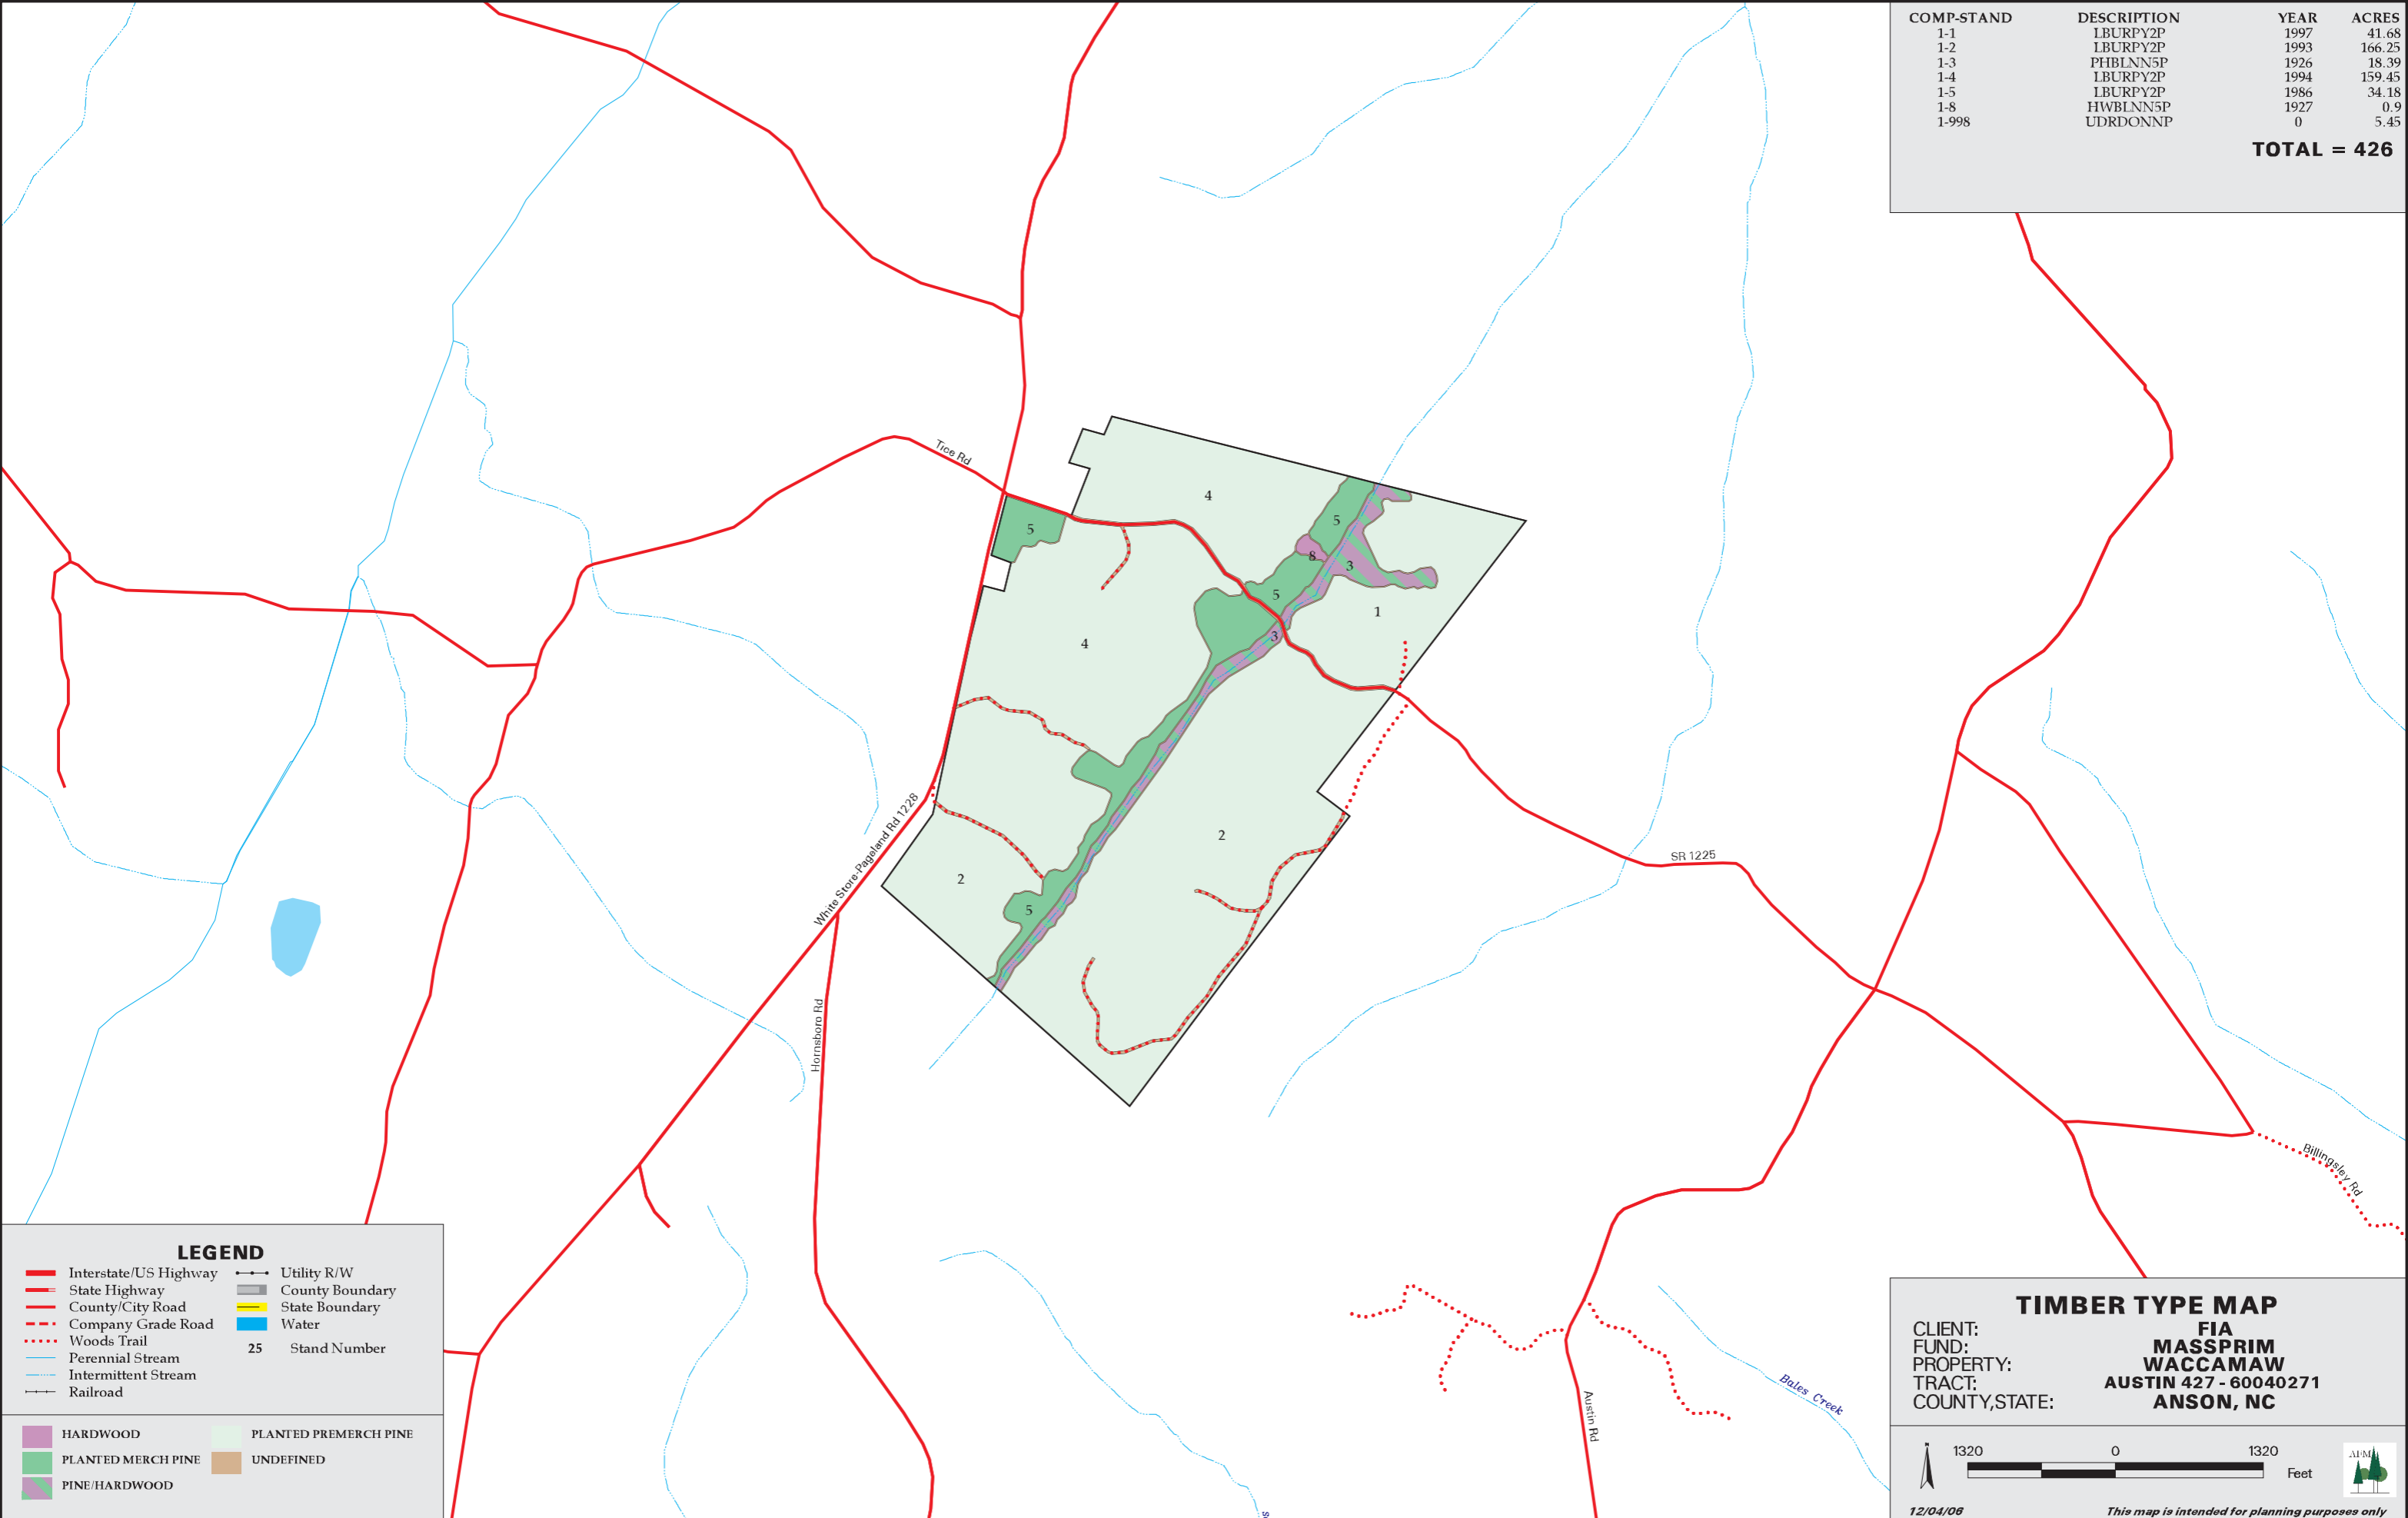 COMP-STAND DESCRIPTION YEAR ACRES
1-1 LBURPY2P 1997 41.68
1-2 LBURPY2P 1993 166.25
1-3 PHBLNN5P 1926 18.39
1-4 LBURPY2P 1994 159.45
1-5 LBURPY2P 1986 34.18
1-8 HWBLNN5P 1927 0.9
1-998 UDRDONNP 0 5.45
TOTAL = 426
Tice Rd
4
5
5
8
3
5
1
3
4
2
2
5
White Store-Pageland Rd 1228
SR 1225
Hornsboro Rd
Billingsley Rd
Austin Rd
Bales Creek
LEGEND
Interstate/US Highway
State Highway
County/City Road
Company Grade Road
Woods Trail
Perennial Stream
Intermittent Stream
Railroad
Utility R/W
County Boundary
State Boundary
Water
25 Stand Number
HARDWOOD
PLANTED MERCH PINE
PINE/HARDWOOD
PLANTED PREMERCH PINE
UNDEFINED
TIMBER TYPE MAP
CLIENT: FIA
FUND: MASSPRIM
PROPERTY: WACCAMAW
TRACT: AUSTIN 427 - 60040271
COUNTY,STATE: ANSON, NC
N
1320 0 1320
Feet
12/04/06
This map is intended for planning purposes only